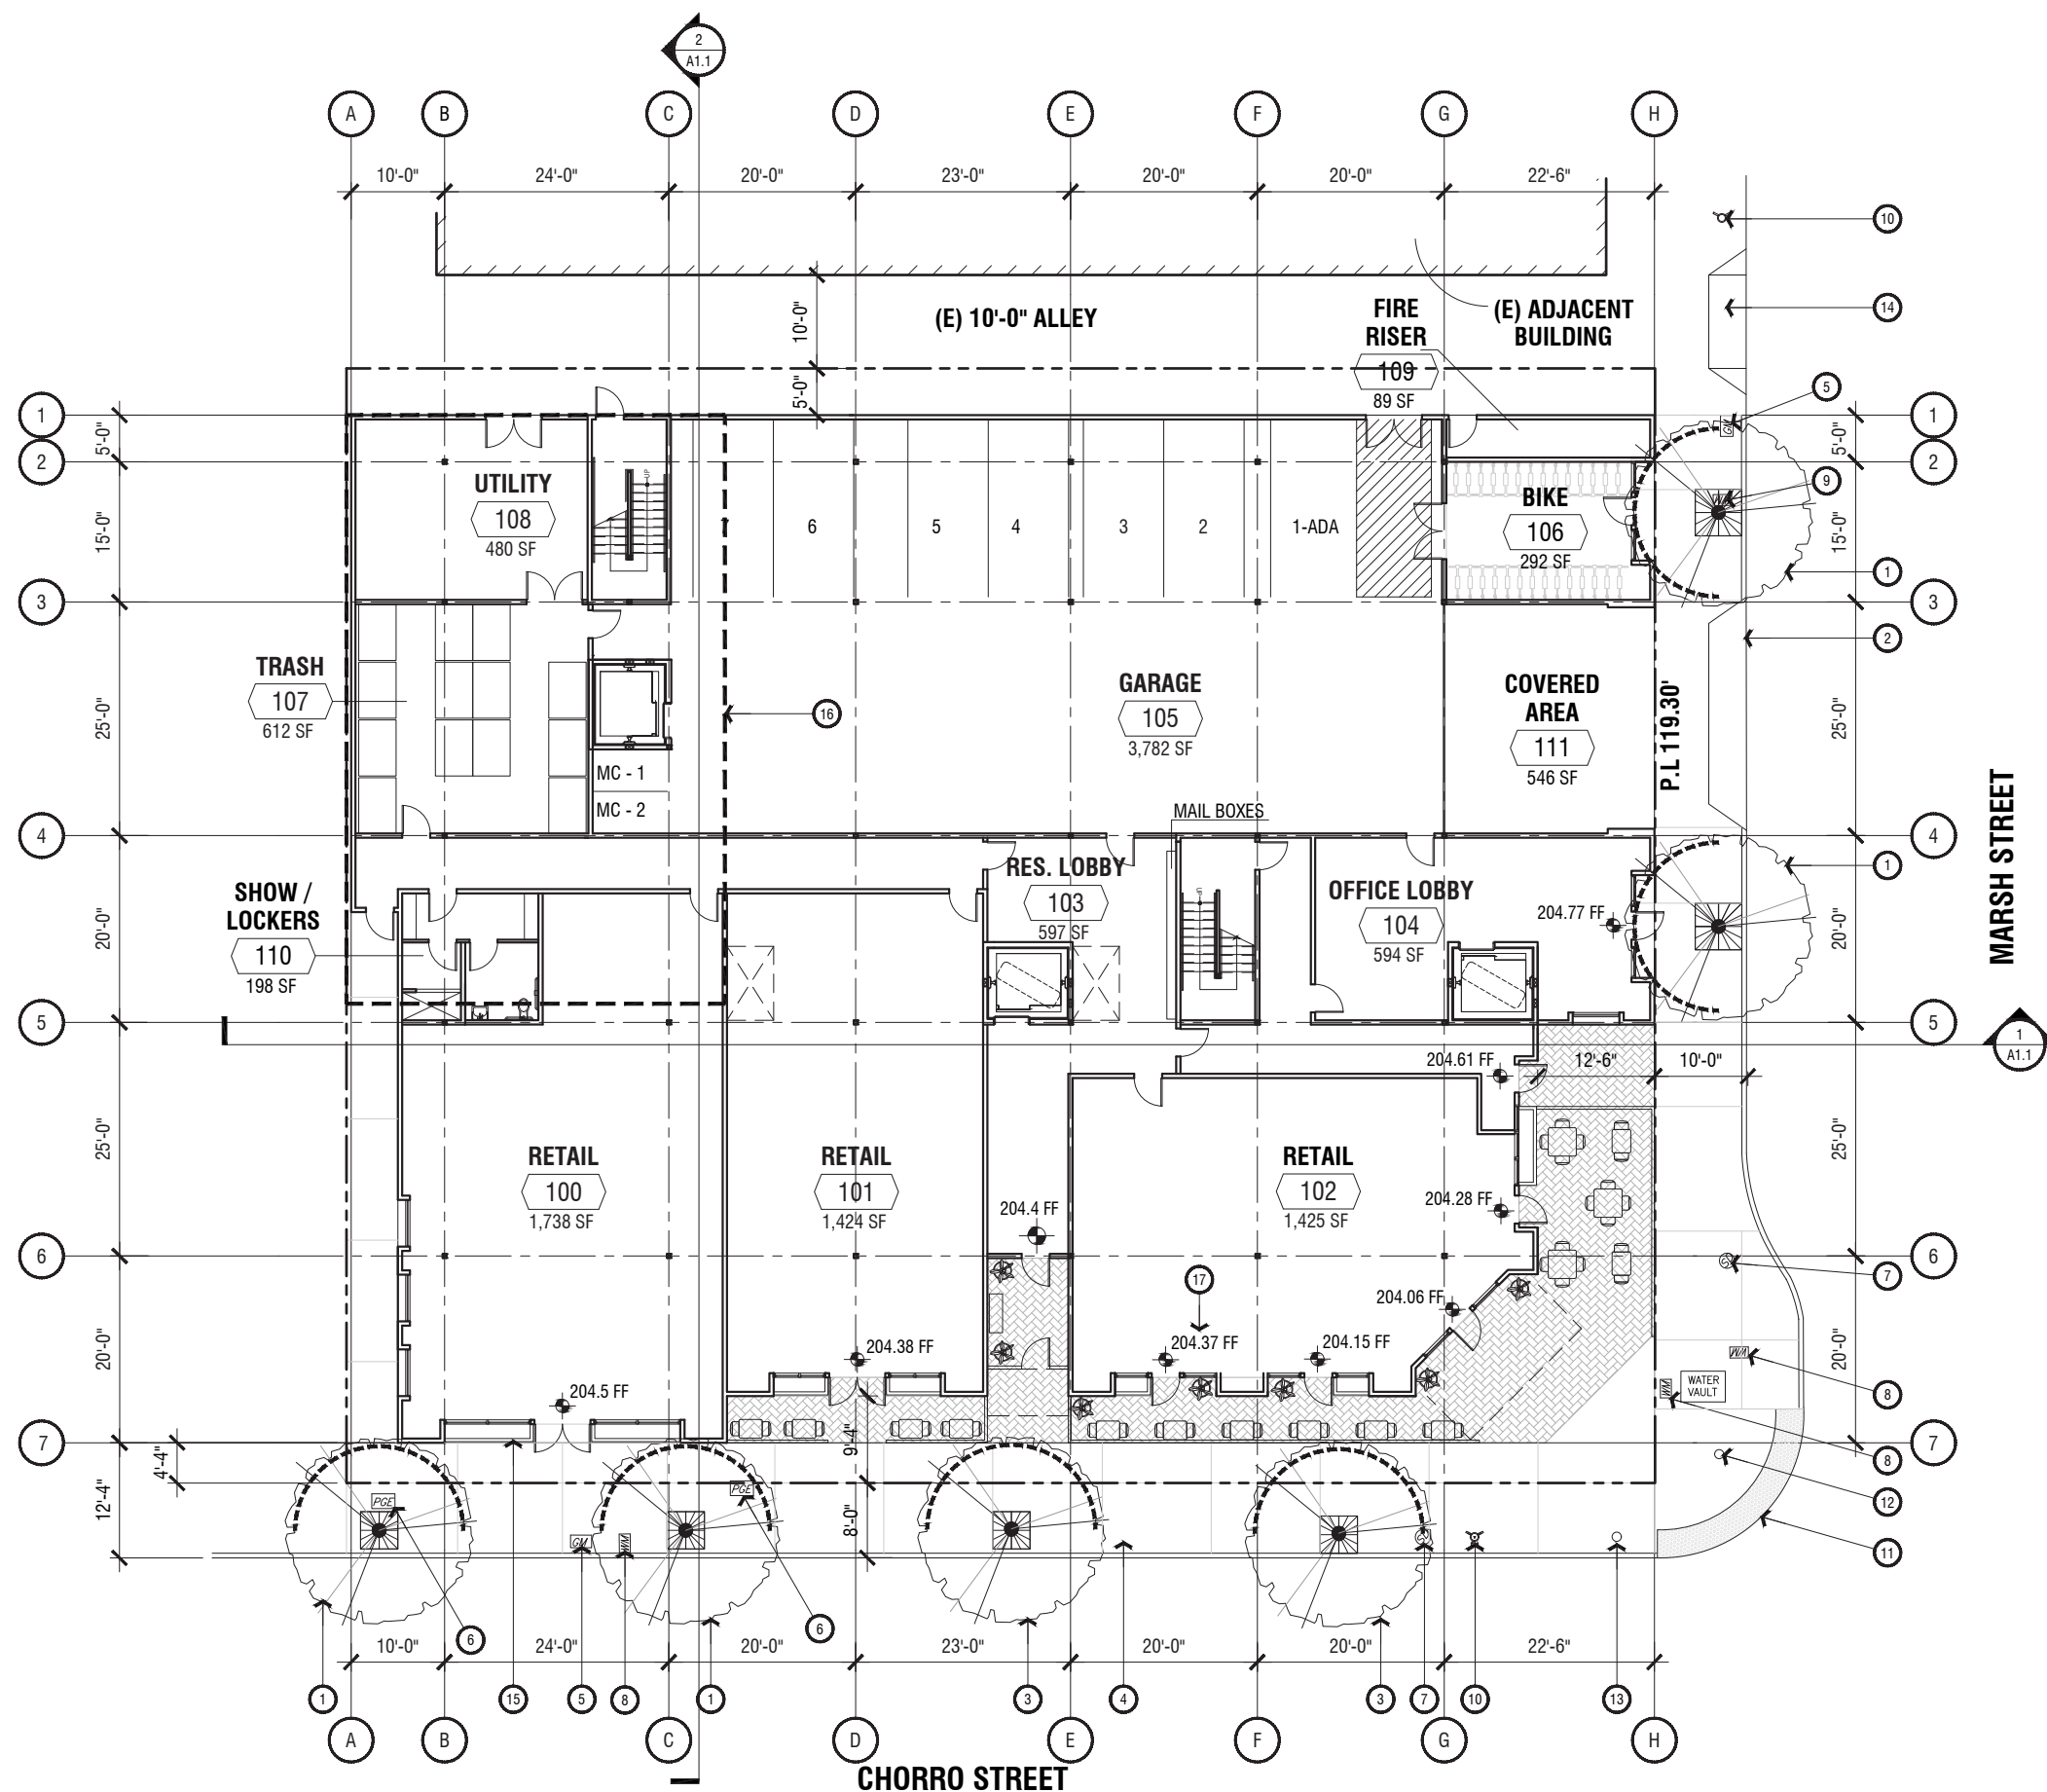 2
A1.1
A
B
C
D
E
F
G
H
10'-0"
24'-0"
20'-0"
23'-0"
20'-0"
20'-0"
22'-6"
10
14
(E) 10'-0" ALLEY
10'-0"
5'-0"
FIRE
RISER
109
89 SF
(E) ADJACENT
BUILDING
5
GM
1
2
5'-0"
15'-0"
1
2
5'-0"
15'-0"
9
WM
1
UTILITY
108
480 SF
UP
6
5
4
3
2
1-ADA
BIKE
106
292 SF
3
3
2
TRASH
107
612 SF
25'-0"
16
GARAGE
105
3,782 SF
COVERED
AREA
111
546 SF
P.L 119.30'
25'-0"
MC - 1
MC - 2
MAIL BOXES
4
4
1
MARSH STREET
SHOW /
LOCKERS
110
198 SF
20'-0"
RES. LOBBY
103
597 SF
UP
OFFICE LOBBY
104
594 SF
204.77 FF
20'-0"
5
5
1
A1.1
204.61 FF
12'-6"
10'-0"
25'-0"
RETAIL
100
1,738 SF
RETAIL
101
1,424 SF
204.4 FF
RETAIL
102
1,425 SF
204.28 FF
25'-0"
6
6
7
17
204.06 FF
20'-0"
204.38 FF
204.37 FF
204.15 FF
20'-0"
WM
WATER
VAULT
WM
8
204.5 FF
9'-4"
7
7
4'-4"
12'-4"
8'-0"
8
12
11
PGE
GM
WM
PGE
6
6
10'-0"
24'-0"
20'-0"
23'-0"
20'-0"
20'-0"
22'-6"
1
15
5
8
1
3
4
3
7
10
13
A
B
C
D
E
F
G
H
CHORRO STREET